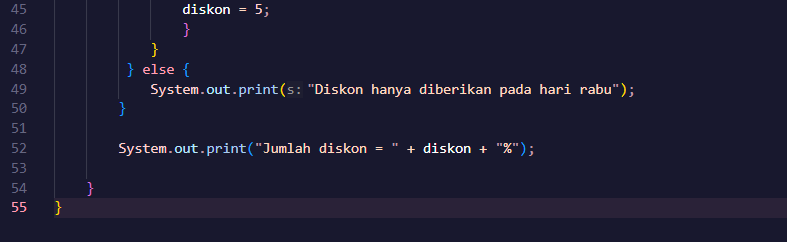 45 diskon = 5;
46 }
47 }
48 } else {
49 System.out.print(s: "Diskon hanya diberikan pada hari rabu");
50 }
51
52 System.out.print("Jumlah diskon = " + diskon + "%");
53
54 }
55 }